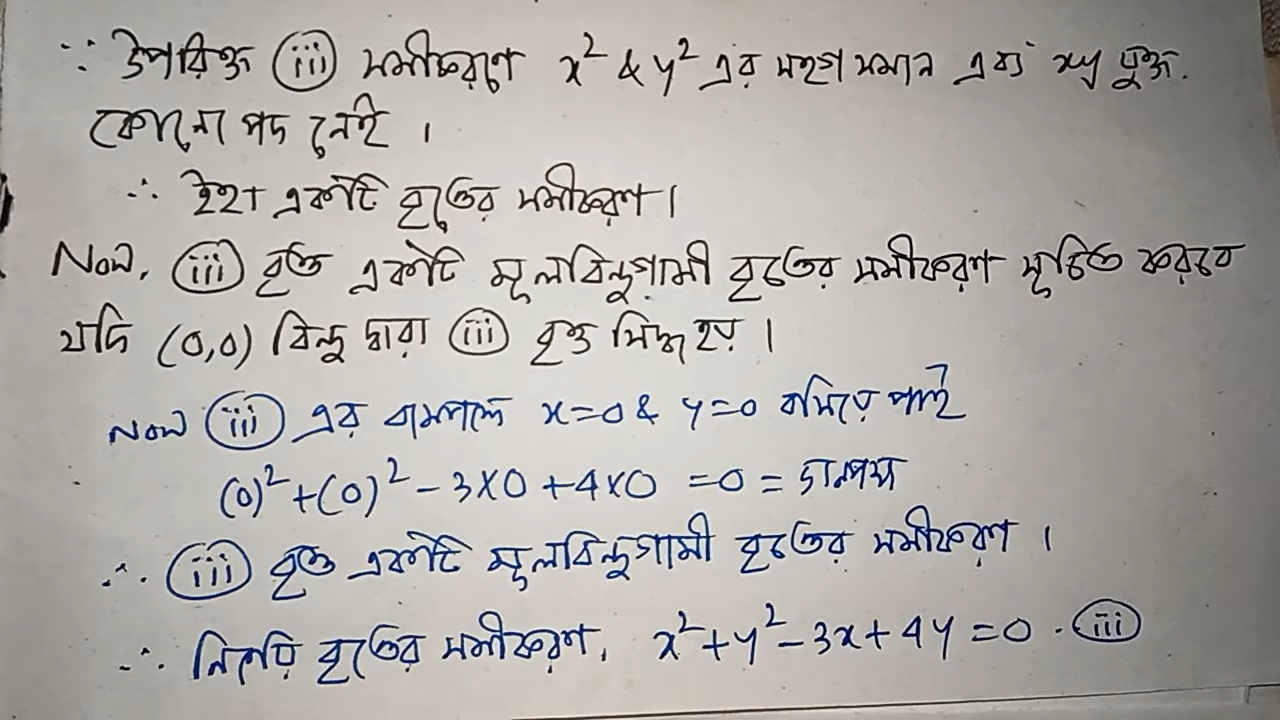 ∵ উপরিক্ত (iii) সমীকরণে x² & y² এর সহগ সমান এবং xy যুক্ত.
কোনো পদ নেই ।
∴ ইহা একটি বৃত্তের সমীকরণ।
Now, (iii) বৃত্ত একটি মূলবিন্দুগামী বৃত্তের সমীকরণ সূচিত করবে
যদি (0,0) বিন্দু দ্বারা (iii) বৃত্ত সিদ্ধ হয় ।
Now (iii) এর বামপক্ষে x=0 & y=0 বসিয়ে পাই
(0)²+(0)²-3×0+4×0 =0 = ডানপক্ষ
∴ (iii) বৃত্ত একটি মূলবিন্দুগামী বৃত্তের সমীকরণ ।
∴ নির্ণেয় বৃত্তের সমীকরণ, x²+y²-3x+4y=0 . (iii)